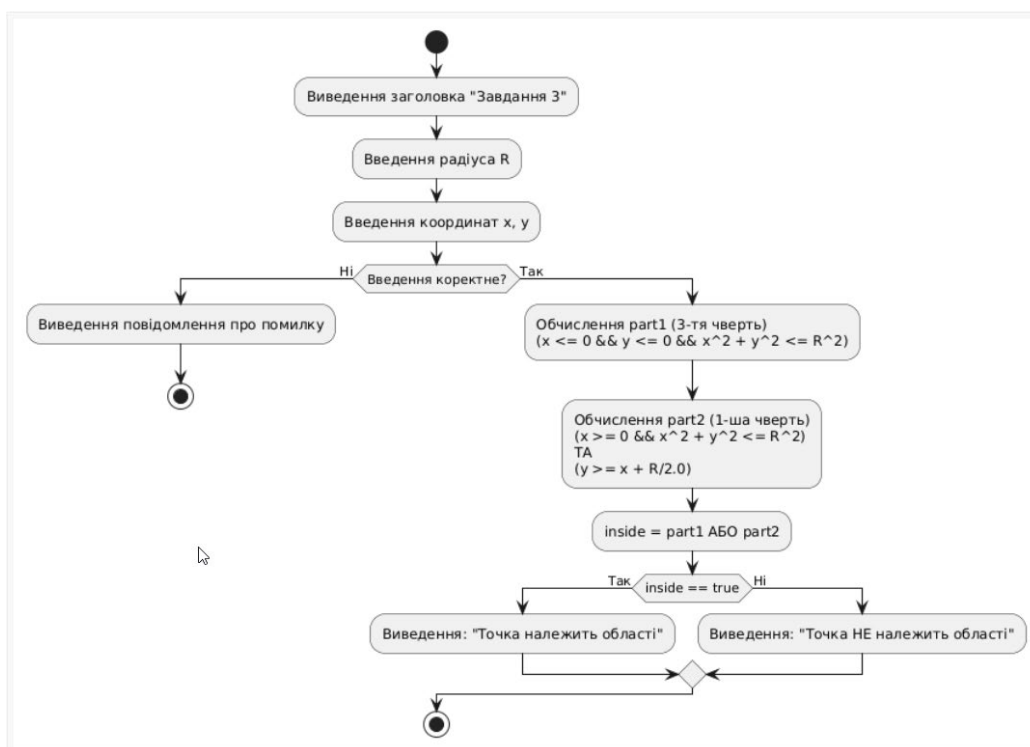 Виведення заголовка "Завдання 3"
Введення радіуса R
Введення координат x, y
Ні
Введення коректне?
Так
Виведення повідомлення про помилку
Обчислення part1 (3-тя чверть)
(x <= 0 && y <= 0 && x^2 + y^2 <= R^2)
Обчислення part2 (1-ша чверть)
(x >= 0 && x^2 + y^2 <= R^2)
ТА
(y >= x + R/2.0)
inside = part1 АБО part2
Так
inside == true
Ні
Виведення: "Точка належить області"
Виведення: "Точка НЕ належить області"